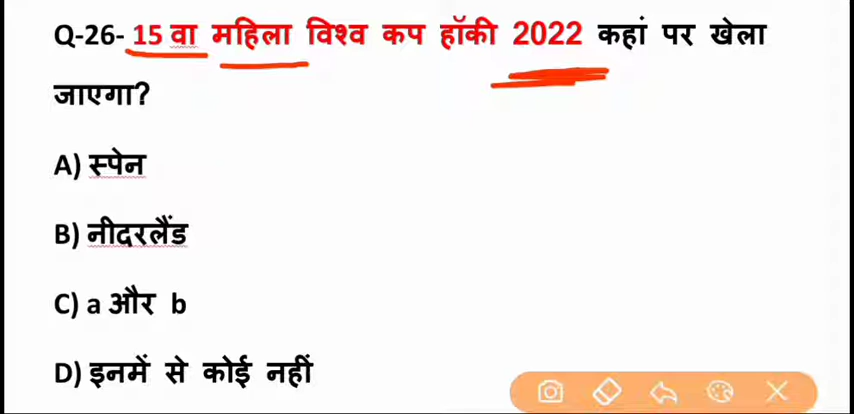 Q-26- 15 वा महिला विश्व कप हॉकी 2022 कहां पर खेला
जाएगा?
A) स्पेन
B) नीदरलैंड
C) a और b
D) इनमें से कोई नहीं